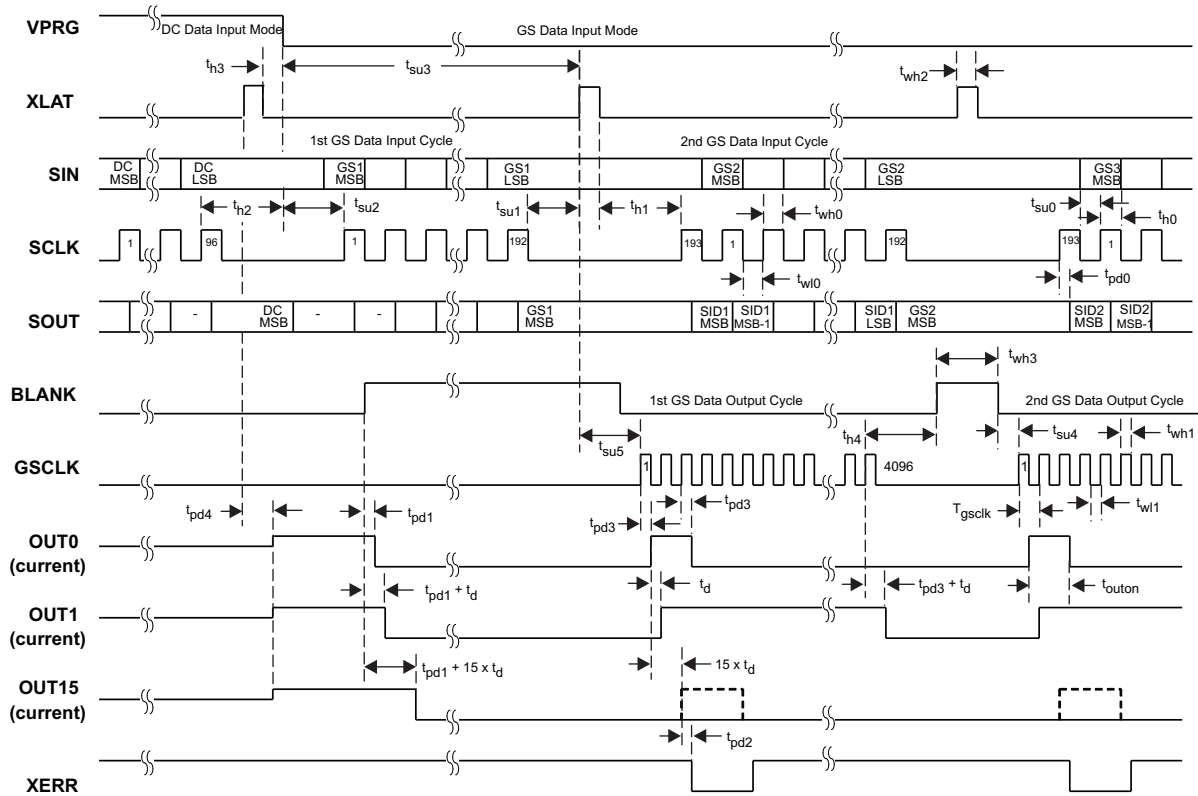 VPRG DC Data Input Mode GS Data Input Mode
th3 tsu3 twh2
XLAT
1st GS Data Input Cycle 2nd GS Data Input Cycle
SIN DC MSB DC LSB GS1 MSB GS1 LSB GS2 MSB GS2 LSB GS3 MSB
th2 tsu2 tsu1 th1 twh0 tsu0 th0
SCLK 1 96 1 192 193 1 192 193 1
twl0 tpd0
SOUT - DC MSB - - GS1 MSB SID1 MSB SID1 MSB-1 SID1 LSB GS2 MSB SID2 MSB SID2 MSB-1
twh3
BLANK 1st GS Data Output Cycle 2nd GS Data Output Cycle
tsu5 th4 tsu4 twh1
GSCLK 1 4096 1
tpd4 tpd1 tpd3 tpd3 Tgsclk twl1
OUT0
(current)
tpd1 + td td tpd3 + td touton
OUT1
(current)
tpd1 + 15 x td 15 x td
OUT15
(current)
tpd2
XERR